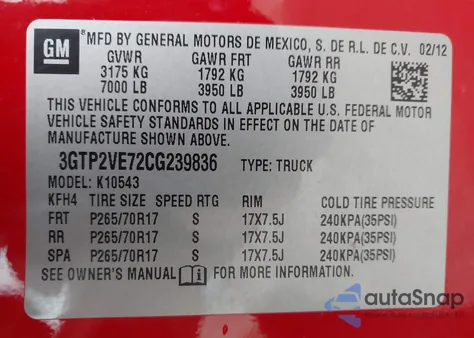 GM MFD BY GENERAL MOTORS DE MEXICO, S. DE R.L. DE C.V. 02/12
GVWR GAWR FRT GAWR RR
3175 KG 1792 KG 1792 KG
7000 LB 3950 LB 3950 LB
THIS VEHICLE CONFORMS TO ALL APPLICABLE U.S. FEDERAL MOTOR
VEHICLE SAFETY STANDARDS IN EFFECT ON THE DATE OF
MANUFACTURE SHOWN ABOVE.
3GTP2VE72CG239836 TYPE: TRUCK
MODEL: K10543
KFH4 TIRE SIZE SPEED RTG RIM COLD TIRE PRESSURE
FRT P265/70R17 S 17X7.5J 240KPA(35PSI)
RR P265/70R17 S 17X7.5J 240KPA(35PSI)
SPA P265/70R17 S 17X7.5J 240KPA(35PSI)
SEE OWNER'S MANUAL FOR MORE INFORMATION.
autoSnap